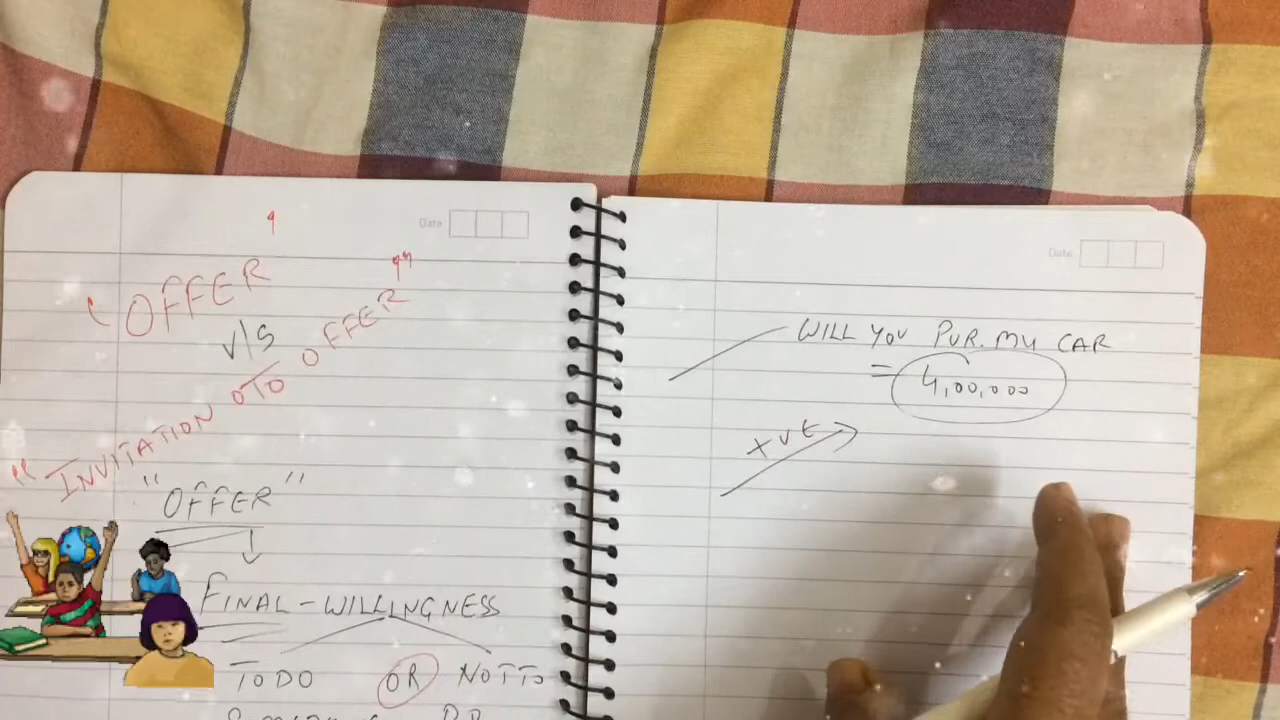 Date
' OFFER '
V/S
" INVITATION TO OFFER "
"OFFER"
FINAL-WILLINGNESS
TO DO OR NOT TO
Date
WILL YOU PUR. MY CAR
= 4,00,000
+VE